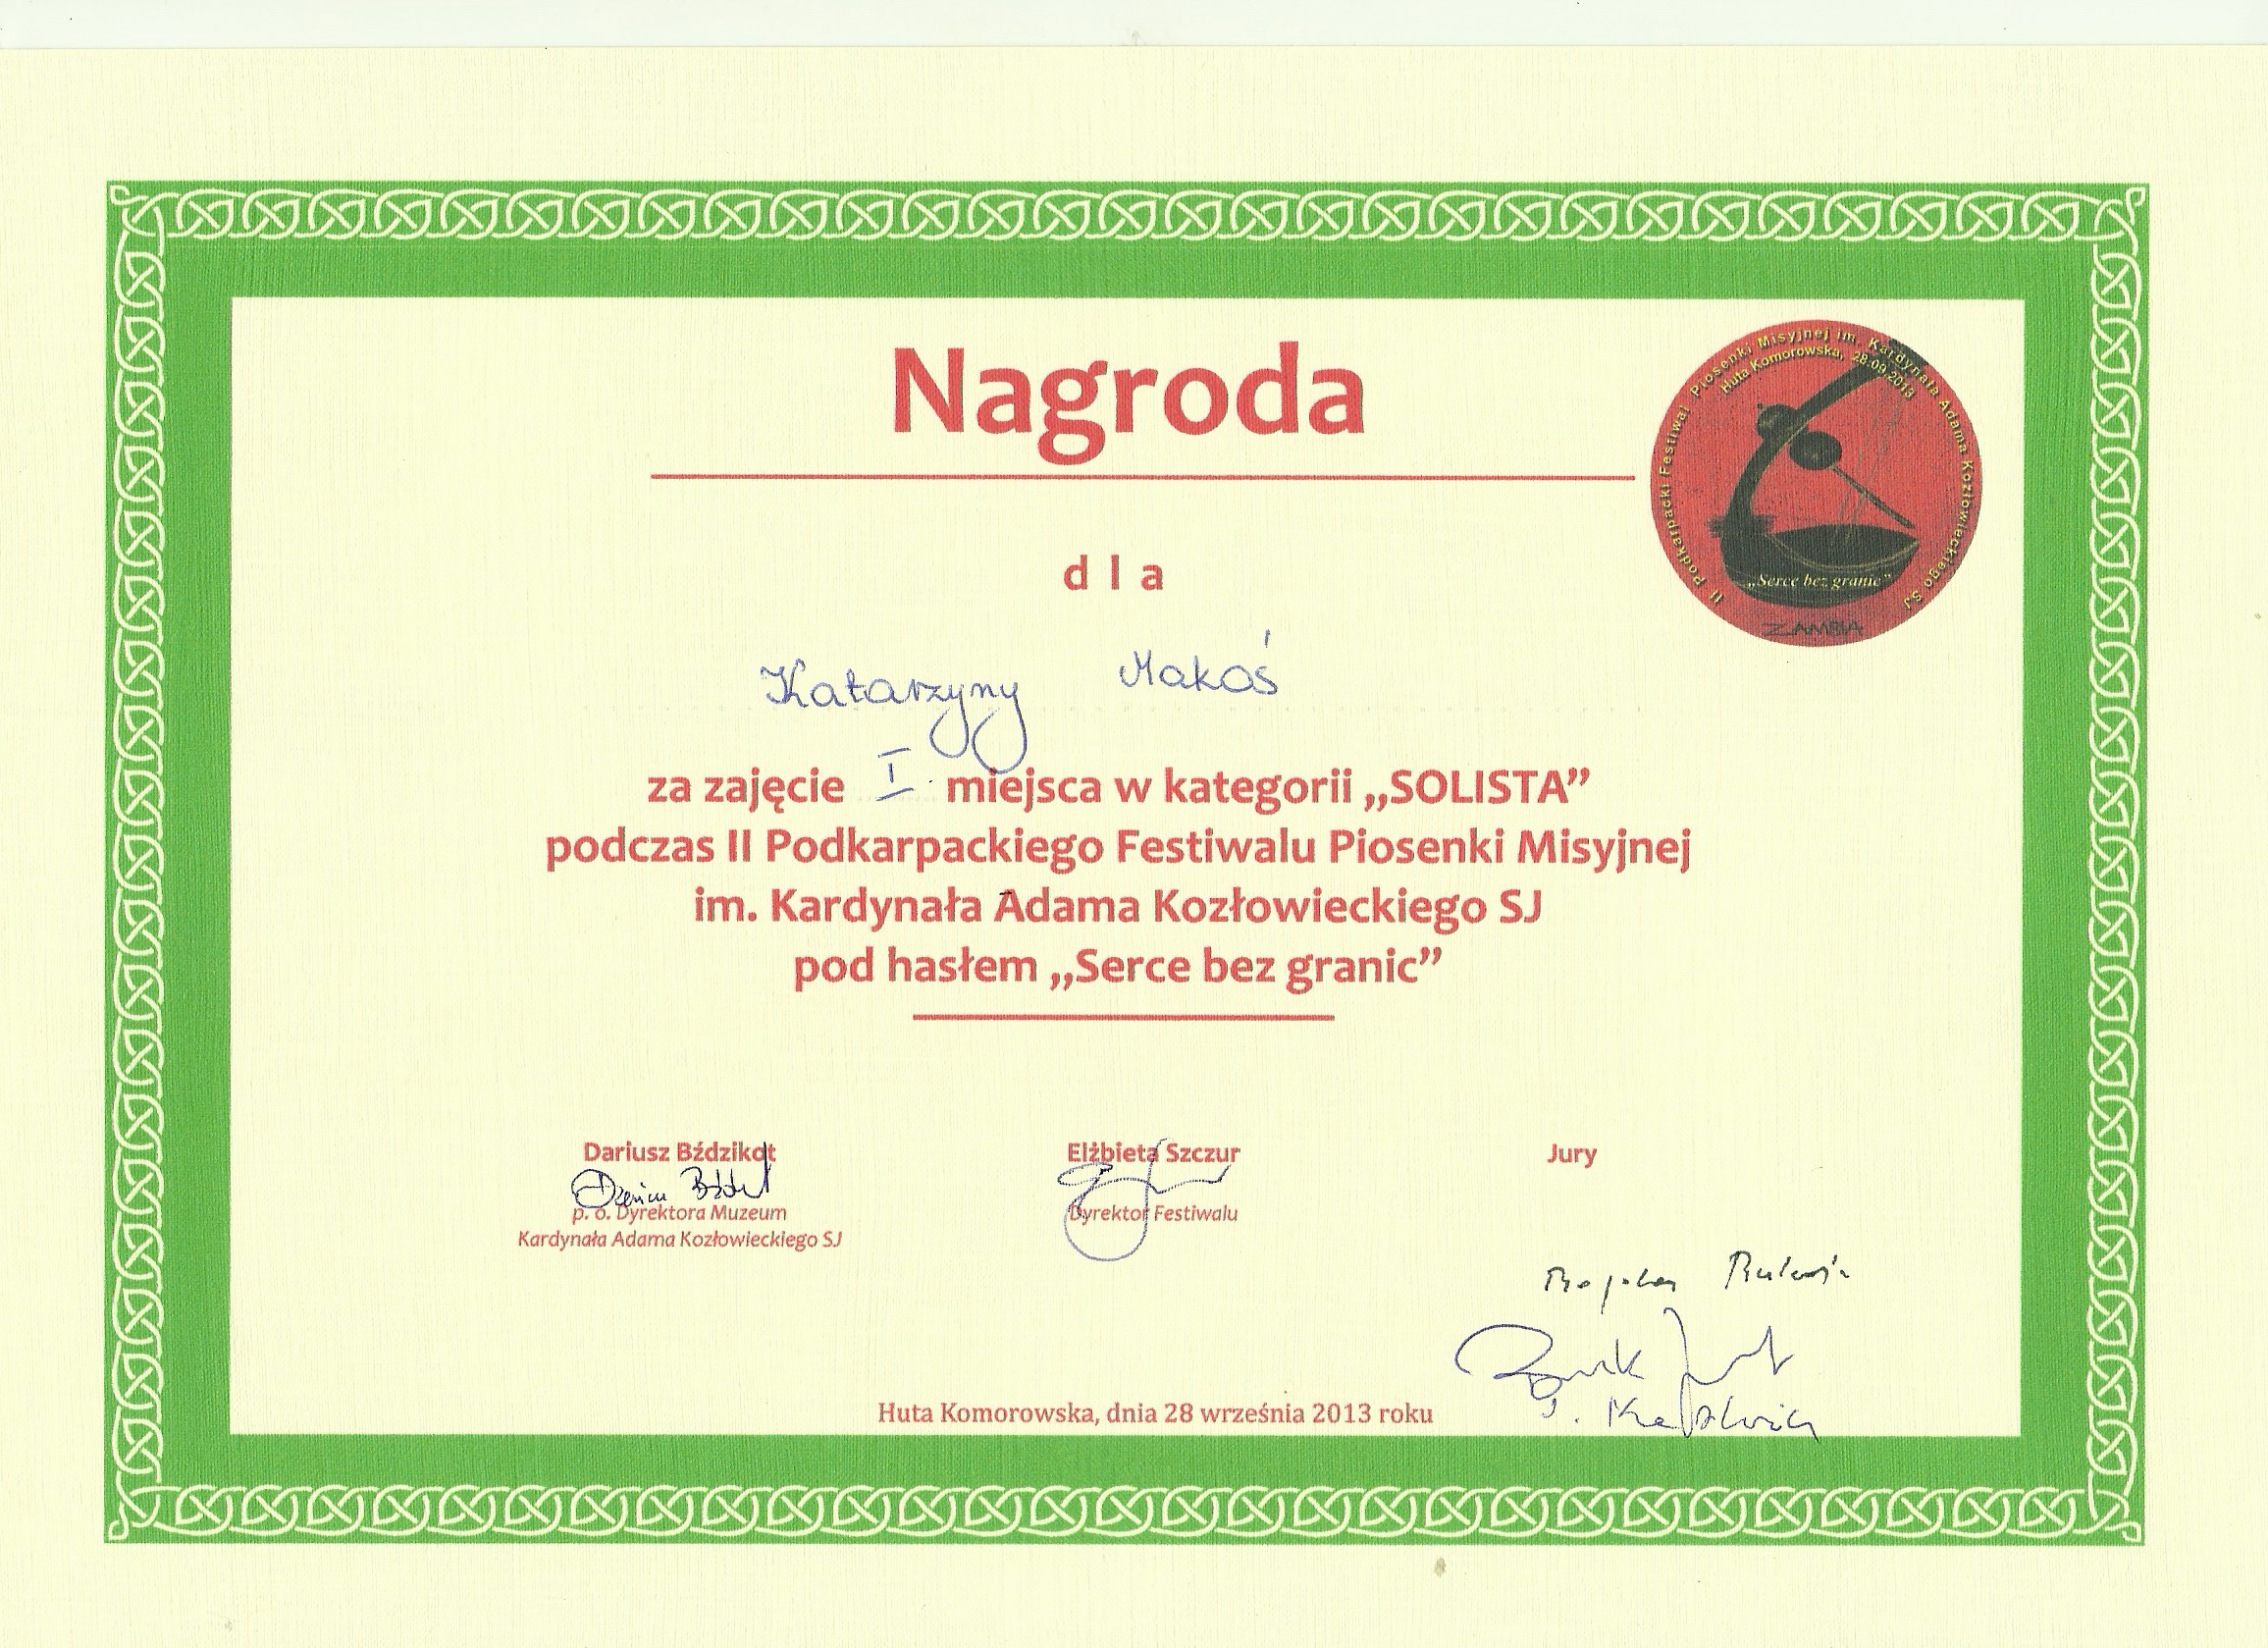 Nagroda
II Podkarpacki Festiwal Piosenki Misyjnej im. Kardynała Adama Kozłowieckiego SJ
Huta Komorowska, 28.09.2013
„Serce bez granic”
ZAMBIA
dla
Katarzyny Makoś
za zajęcie I miejsca w kategorii „SOLISTA”
podczas II Podkarpackiego Festiwalu Piosenki Misyjnej
im. Kardynała Adama Kozłowieckiego SJ
pod hasłem „Serce bez granic”
Dariusz Bździkot
p. o. Dyrektora Muzeum
Kardynała Adama Kozłowieckiego SJ
Elżbieta Szczur
Dyrektor Festiwalu
Jury
Huta Komorowska, dnia 28 września 2013 roku